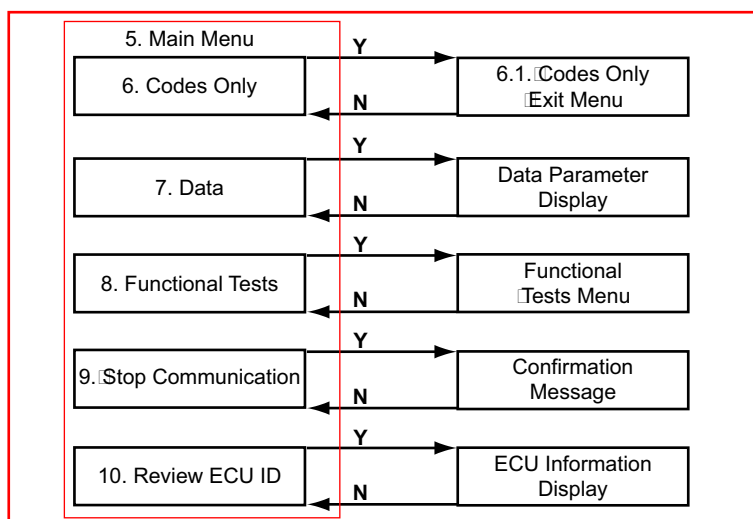 5. Main Menu
Y
6. Codes Only
6.1. Codes Only
Exit Menu
N
Y
7. Data
Data Parameter
Display
N
Y
8. Functional Tests
Functional
Tests Menu
N
Y
9. Stop Communication
Confirmation
Message
N
Y
10. Review ECU ID
ECU Information
Display
N